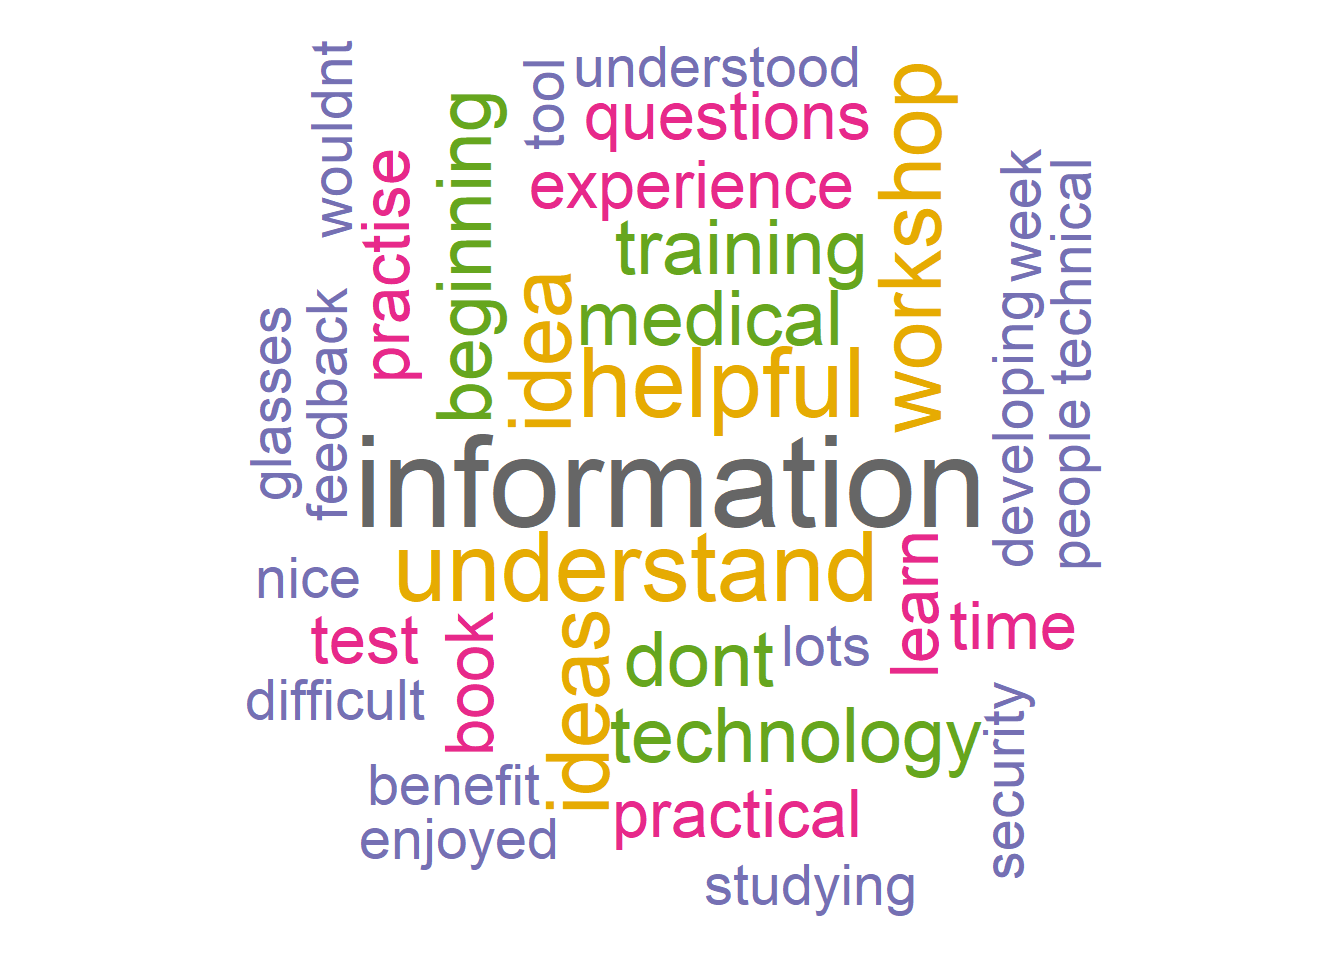 wouldnt
tool
understood
questions
workshop
beginning
practise
experience
week
technical
training
idea
medical
helpful
glasses
feedback
developing
people
information
understand
nice
learn
time
test
book
ideas
dont
lots
difficult
technology
security
benefit
practical
enjoyed
studying